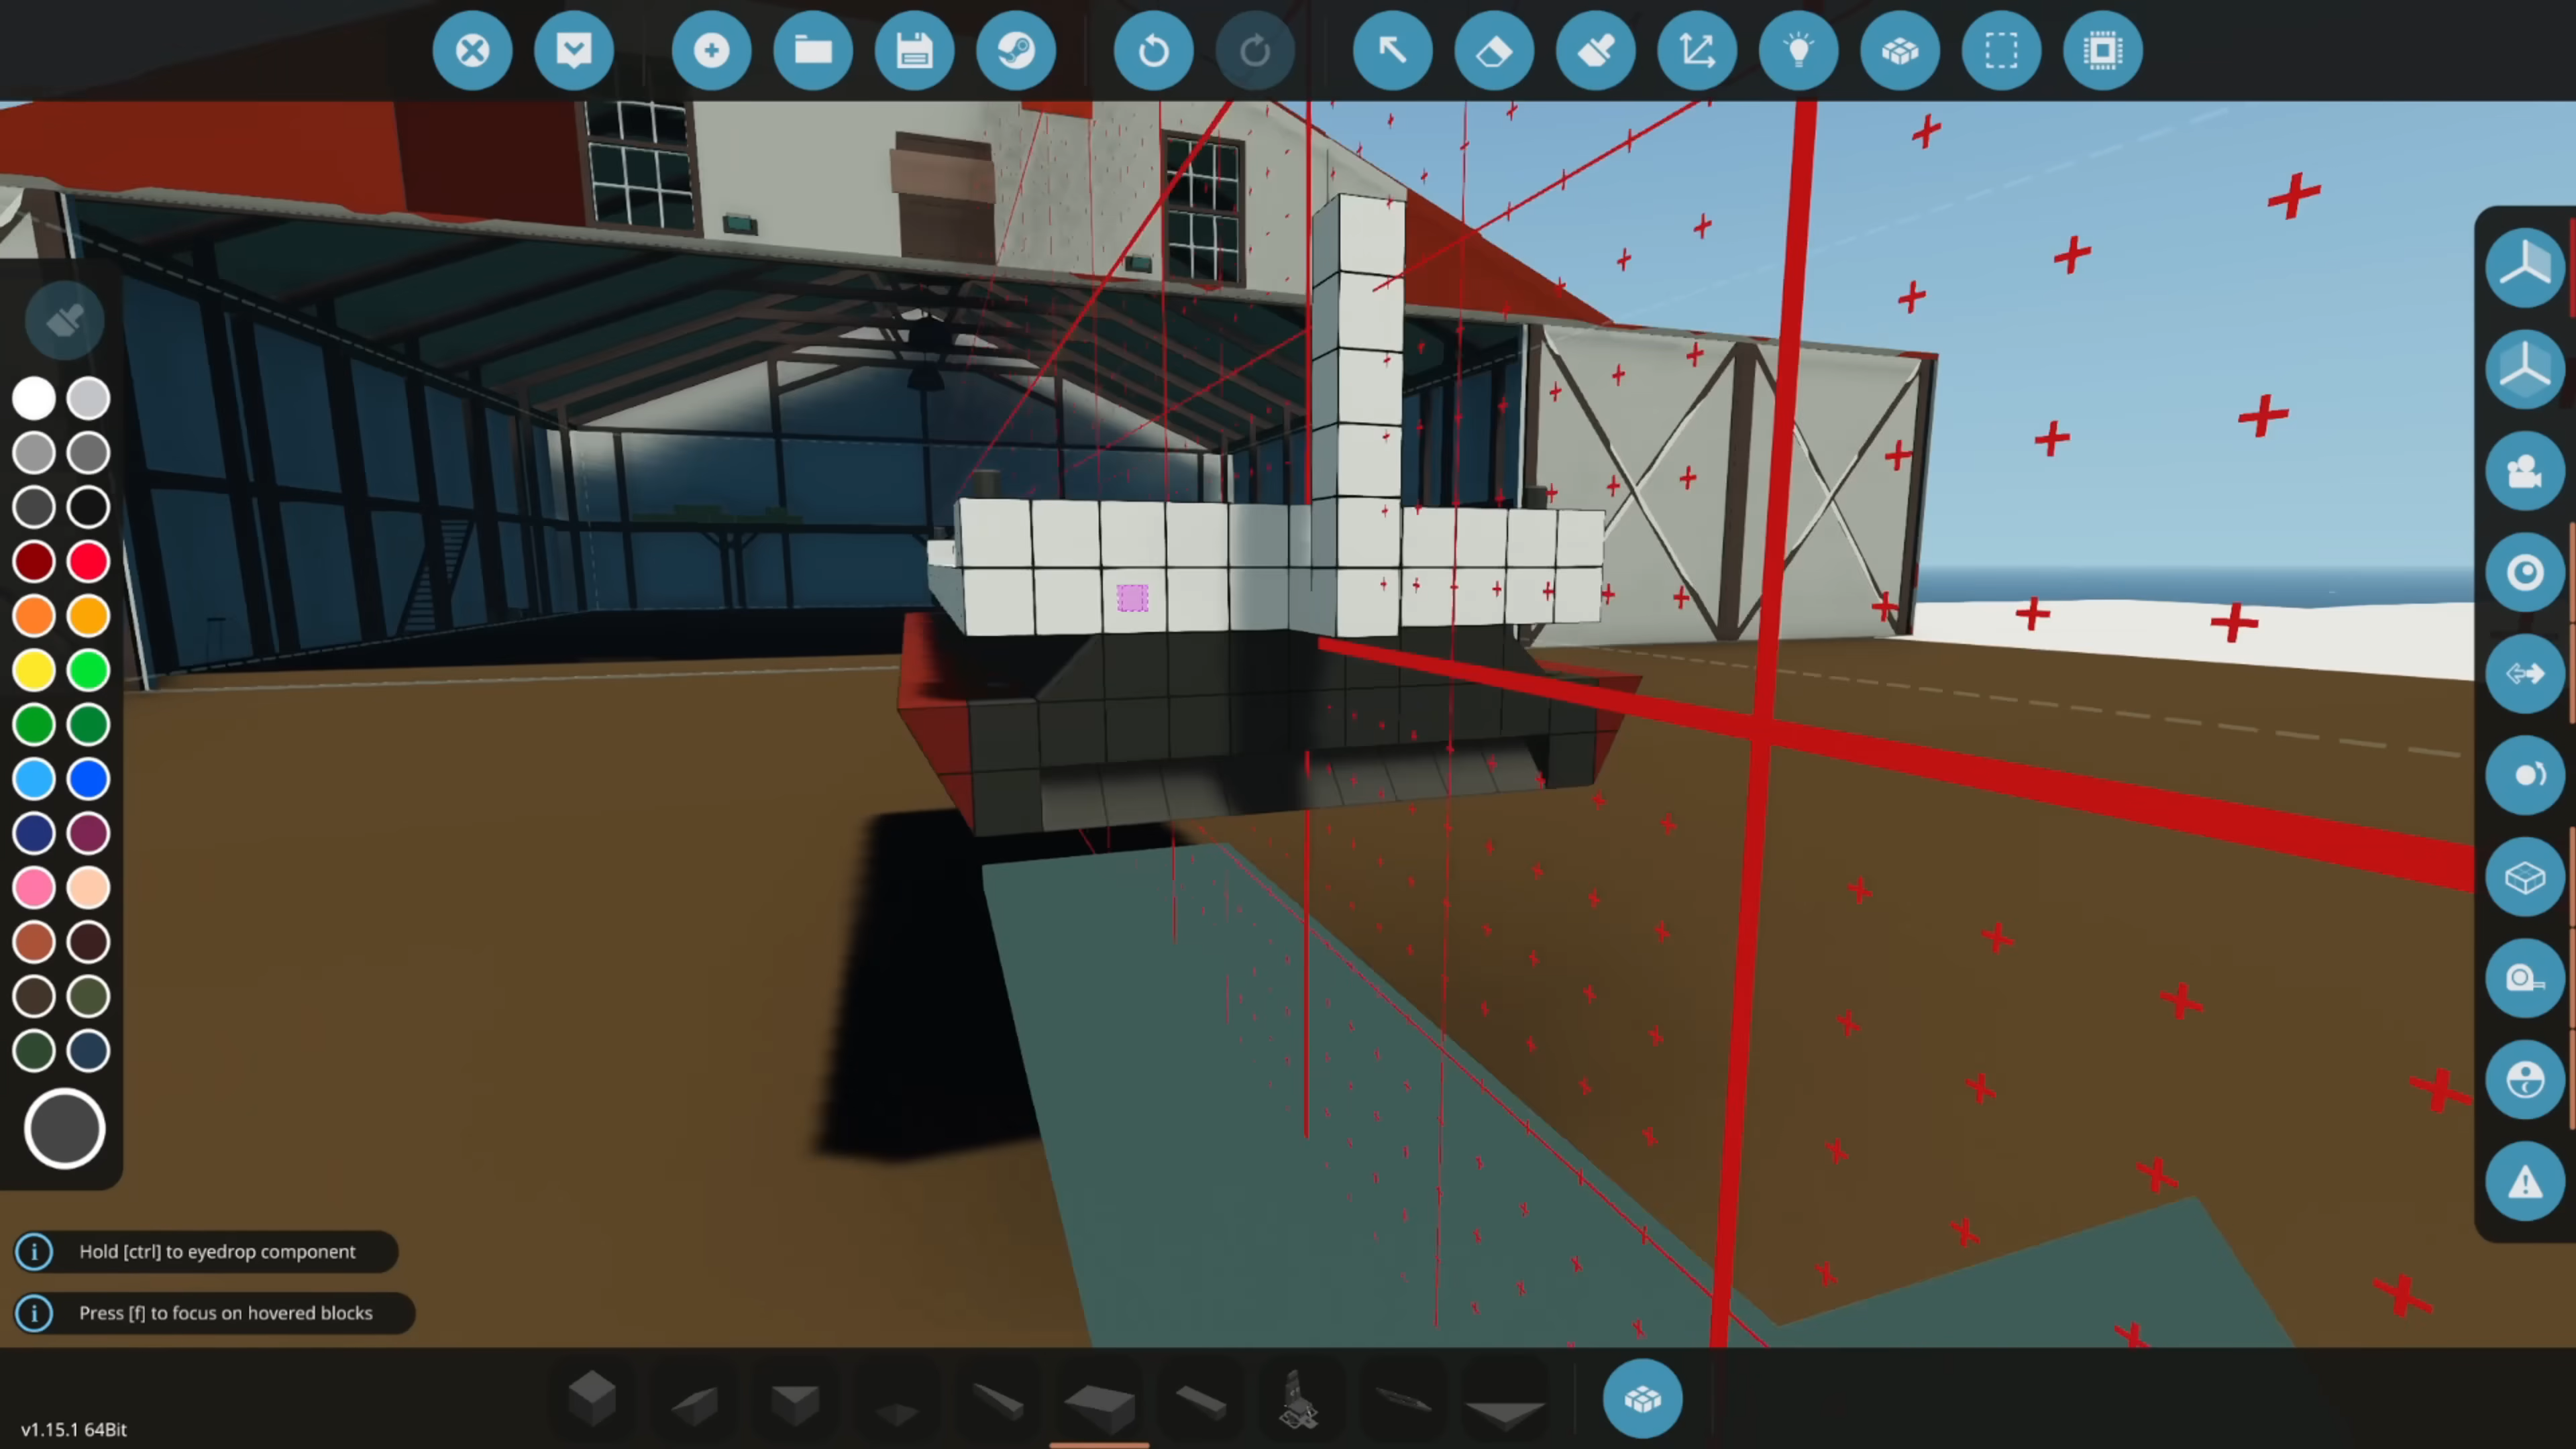 Hold [ctrl] to eyedrop component
Press [f] to focus on hovered blocks
v1.15.1 64Bit